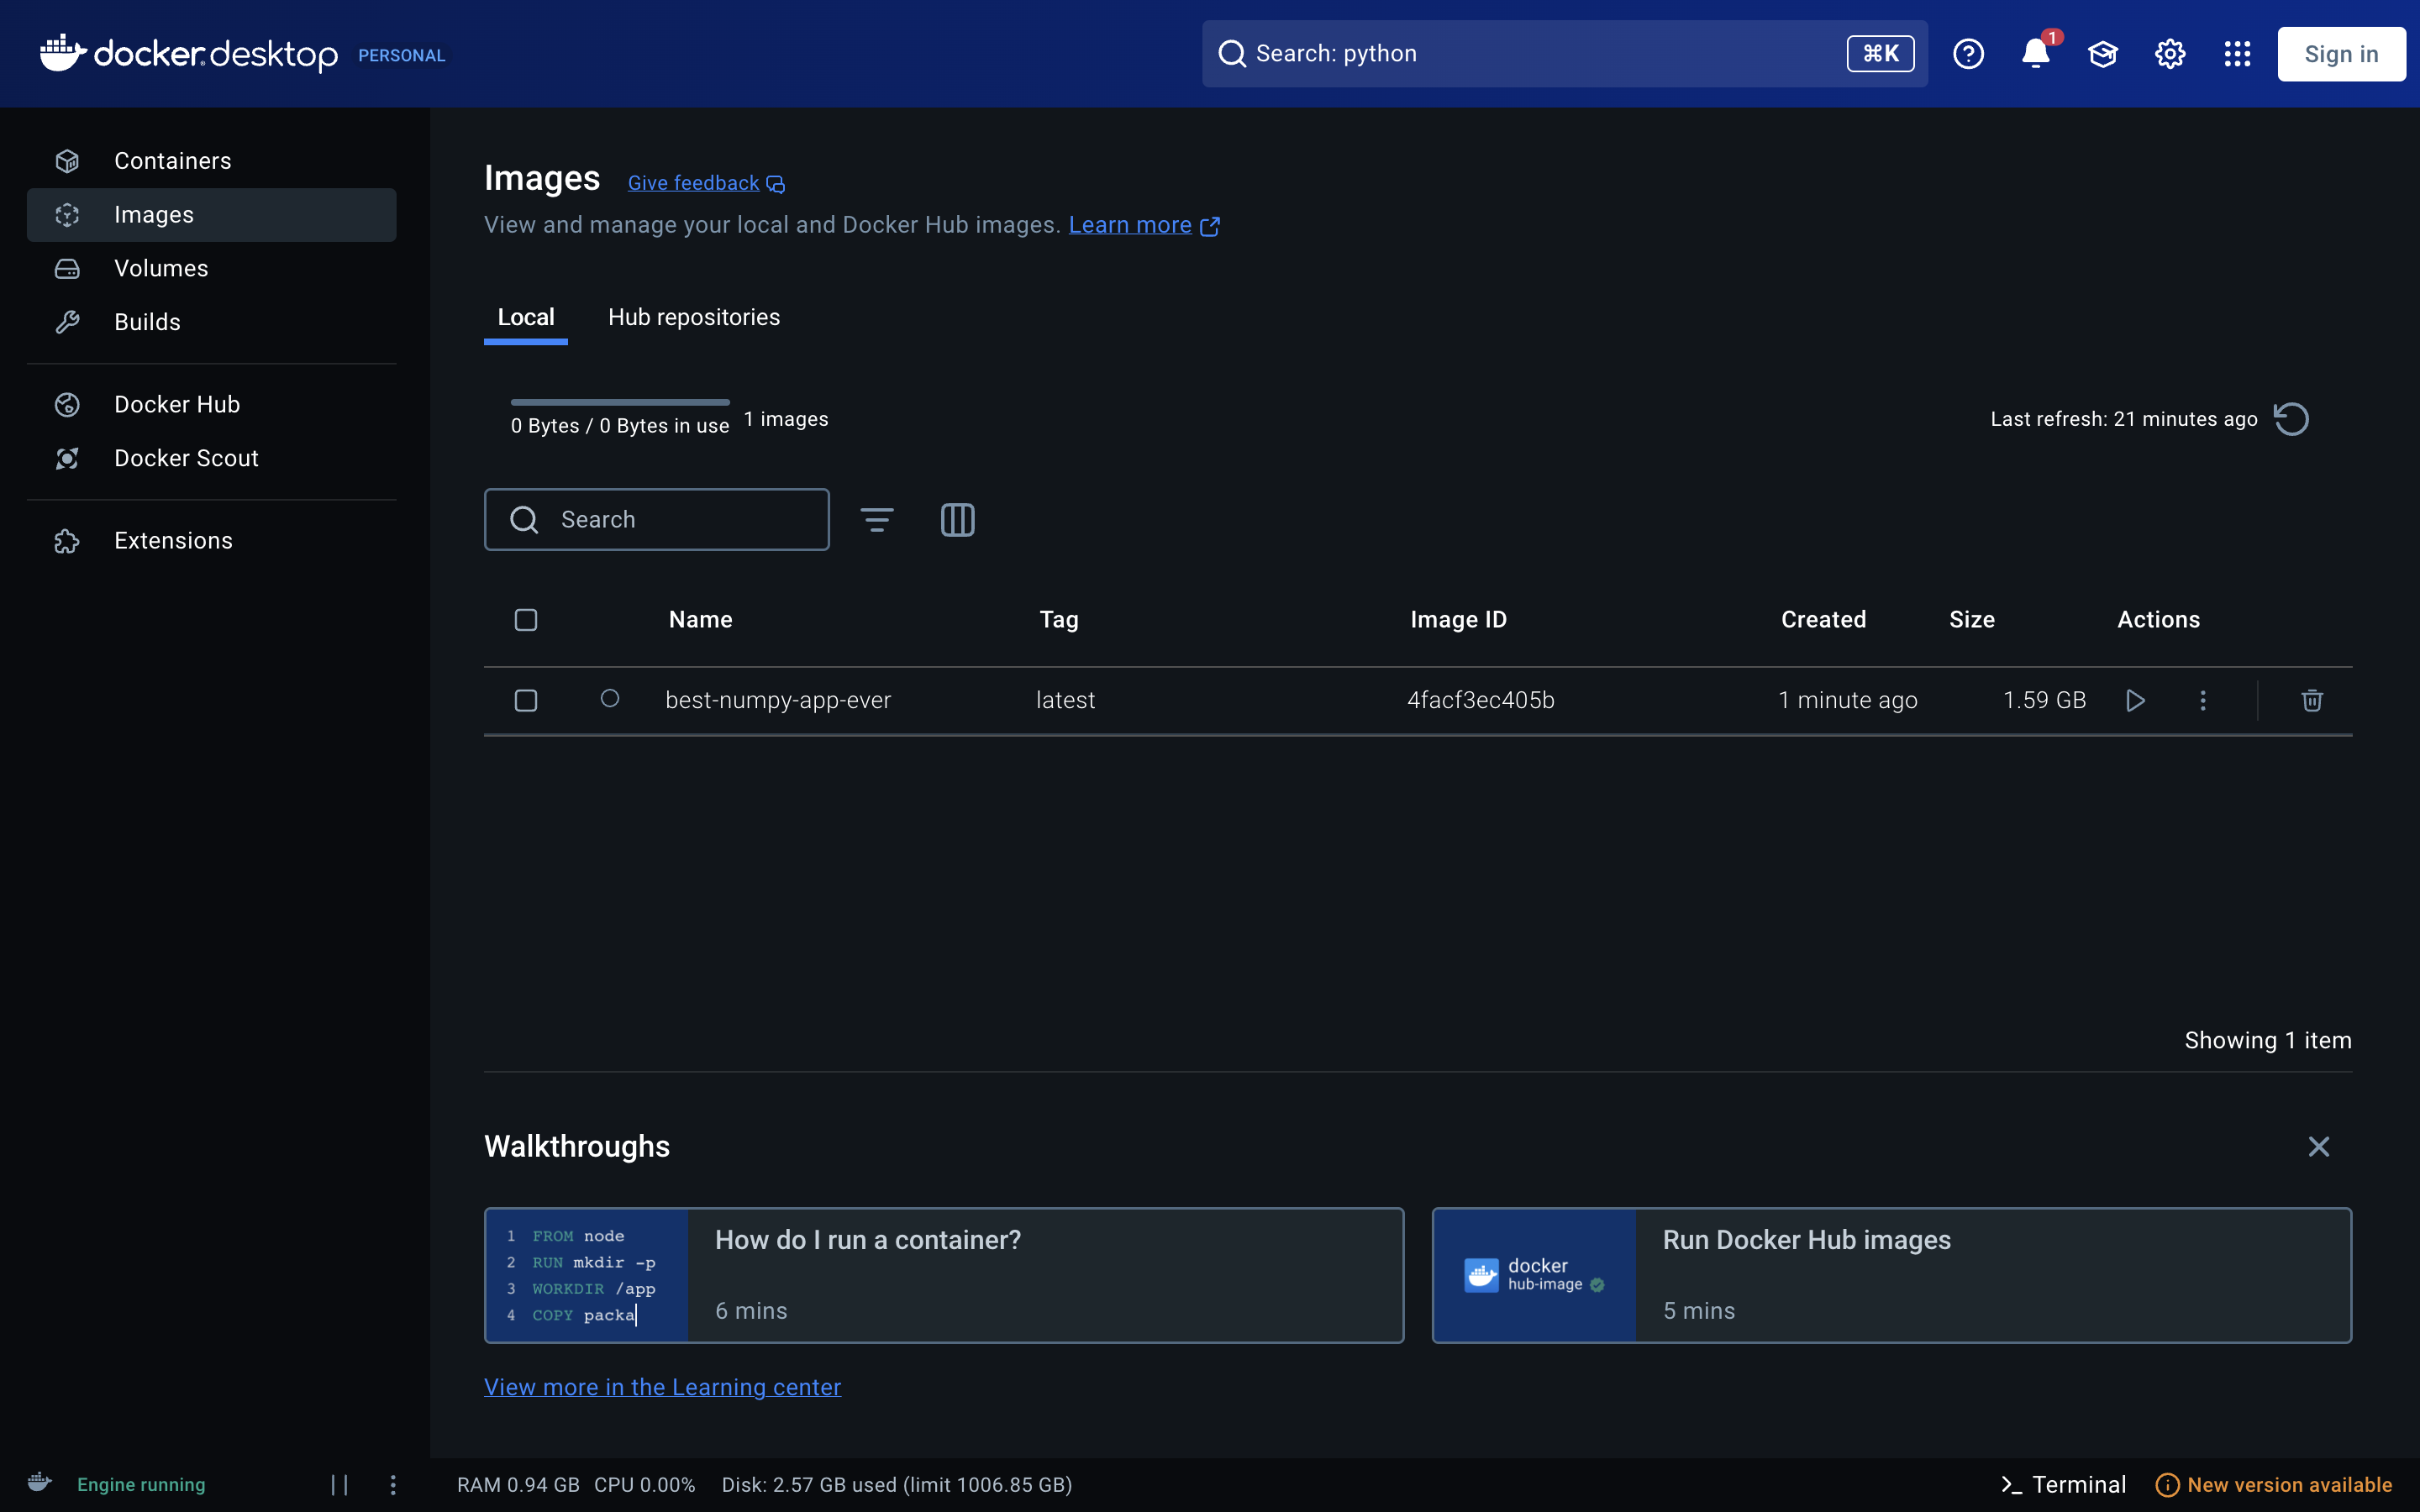 docker.desktop PERSONAL
Search: python
⌘K
1
Sign in
Containers
Images
Volumes
Builds
Docker Hub
Docker Scout
Extensions
Images Give feedback
View and manage your local and Docker Hub images. Learn more
Local Hub repositories
0 Bytes / 0 Bytes in use 1 images
Last refresh: 21 minutes ago
Search
Name Tag Image ID Created Size Actions
best-numpy-app-ever latest 4facf3ec405b 1 minute ago 1.59 GB
Showing 1 item
Walkthroughs
1 FROM node
2 RUN mkdir -p
3 WORKDIR /app
4 COPY packa
How do I run a container?
6 mins
docker
hub-image
Run Docker Hub images
5 mins
View more in the Learning center
Engine running
RAM 0.94 GB CPU 0.00% Disk: 2.57 GB used (limit 1006.85 GB)
Terminal
New version available